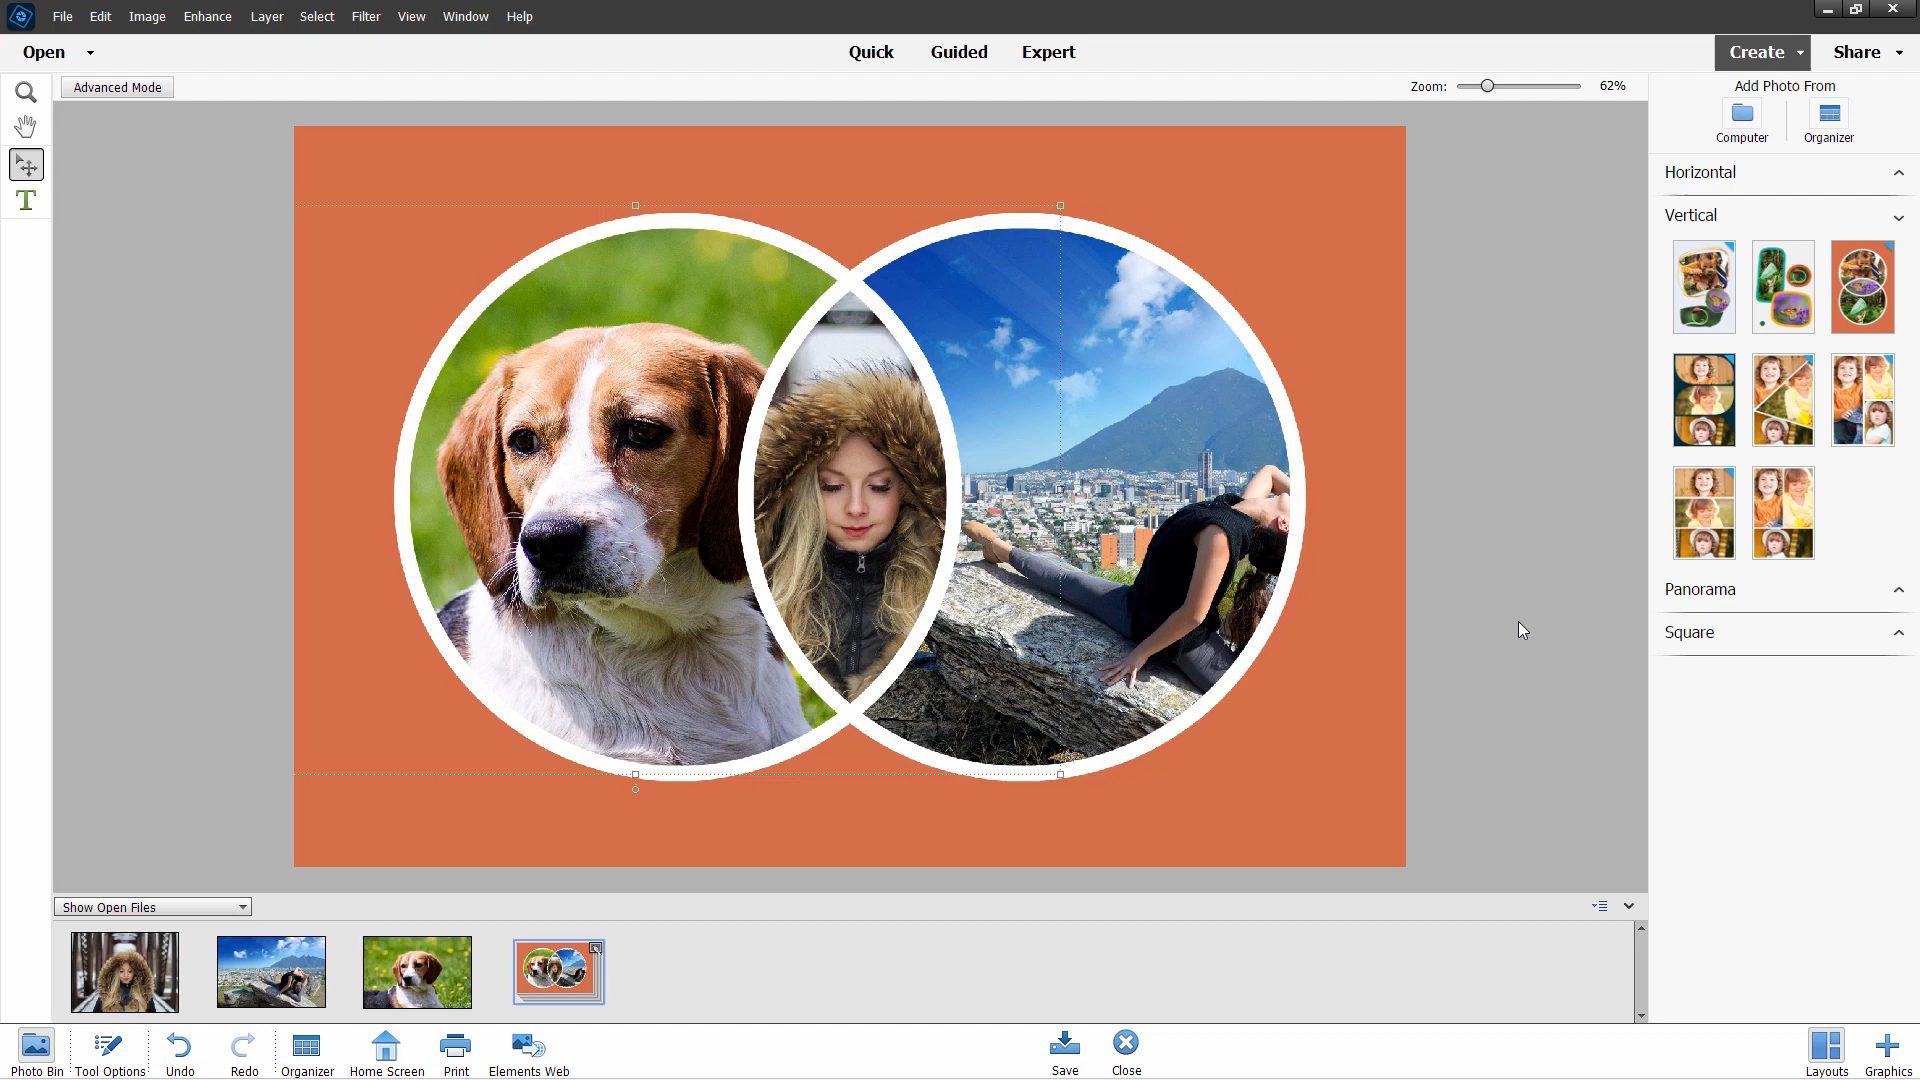 File Edit Image Enhance Layer Select Filter View Window Help
Open Quick Guided Expert Create Share
Advanced Mode Zoom: 62%
Add Photo From
Computer Organizer
Horizontal
Vertical
Panorama
Square
T
Show Open Files
Photo Bin Tool Options Undo Redo Organizer Home Screen Print Elements Web Save Close Layouts Graphics